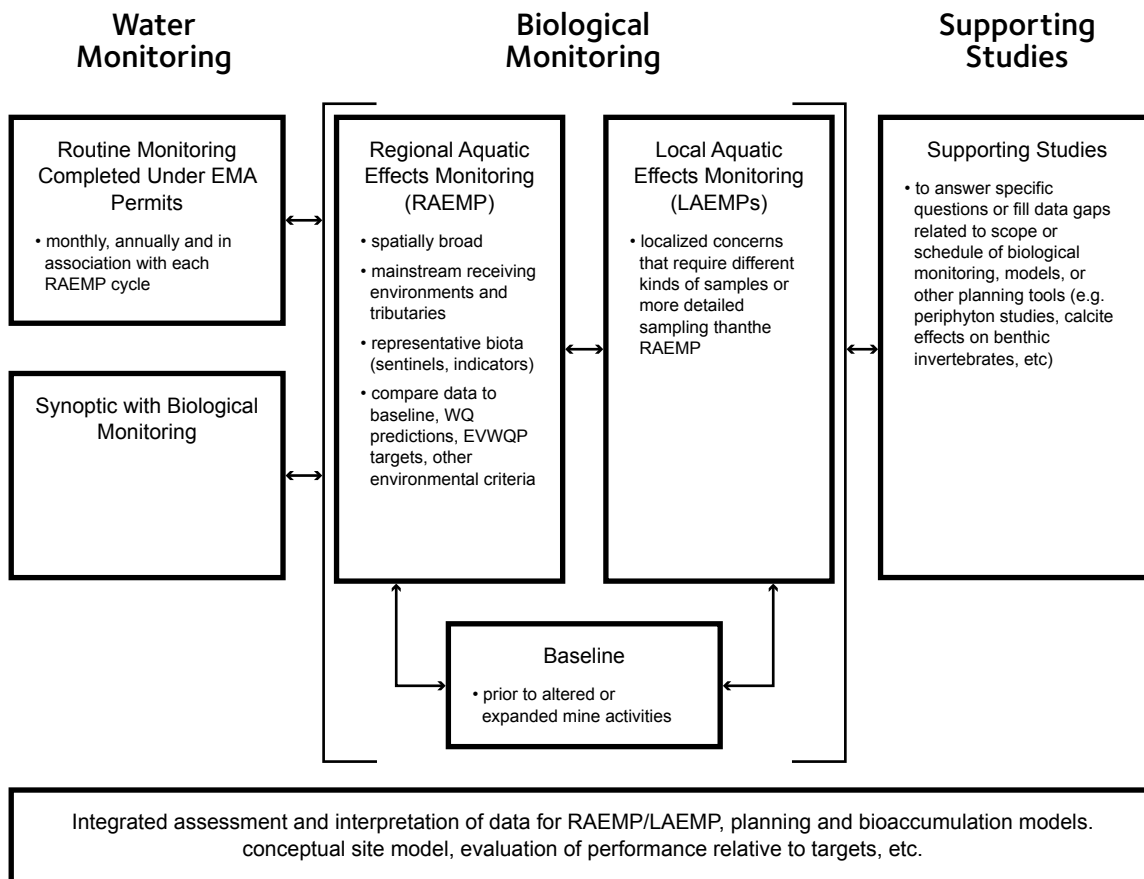 Water
Monitoring
Biological
Monitoring
Supporting
Studies
Routine Monitoring
Completed Under EMA
Permits
• monthly, annually and in
association with each
RAEMP cycle
Synoptic with Biological
Monitoring
Regional Aquatic
Effects Monitoring
(RAEMP)
• spatially broad
• mainstream receiving
environments and
tributaries
• representative biota
(sentinels, indicators)
• compare data to
baseline, WQ
predictions, EVWQP
targets, other
environmental criteria
Local Aquatic
Effects Monitoring
(LAEMPs)
• localized concerns
that require different
kinds of samples or
more detailed
sampling thanthe
RAEMP
Supporting Studies
• to answer specific
questions or fill data gaps
related to scope or
schedule of biological
monitoring, models, or
other planning tools (e.g.
periphyton studies, calcite
effects on benthic
invertebrates, etc)
Baseline
• prior to altered or
expanded mine activities
Integrated assessment and interpretation of data for RAEMP/LAEMP, planning and bioaccumulation models.
conceptual site model, evaluation of performance relative to targets, etc.